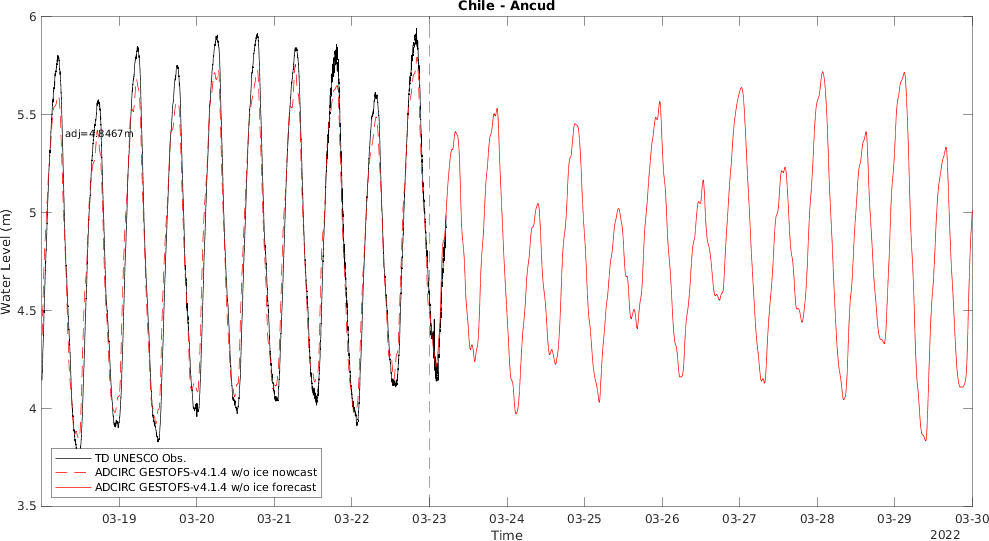 Chile - Ancud
6
5.5
5
4.5
4
3.5
Water Level (m)
adj=4.8467m
TD UNESCO Obs.
ADCIRC GESTOFS-v4.1.4 w/o ice nowcast
ADCIRC GESTOFS-v4.1.4 w/o ice forecast
03-19 03-20 03-21 03-22 03-23 03-24 03-25 03-26 03-27 03-28 03-29 03-30
Time
2022